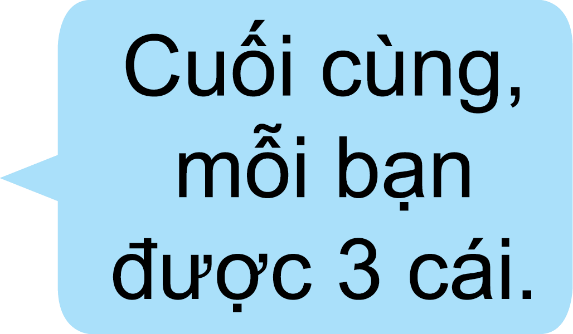 Cuối cùng,
mỗi bạn
được 3 cái.